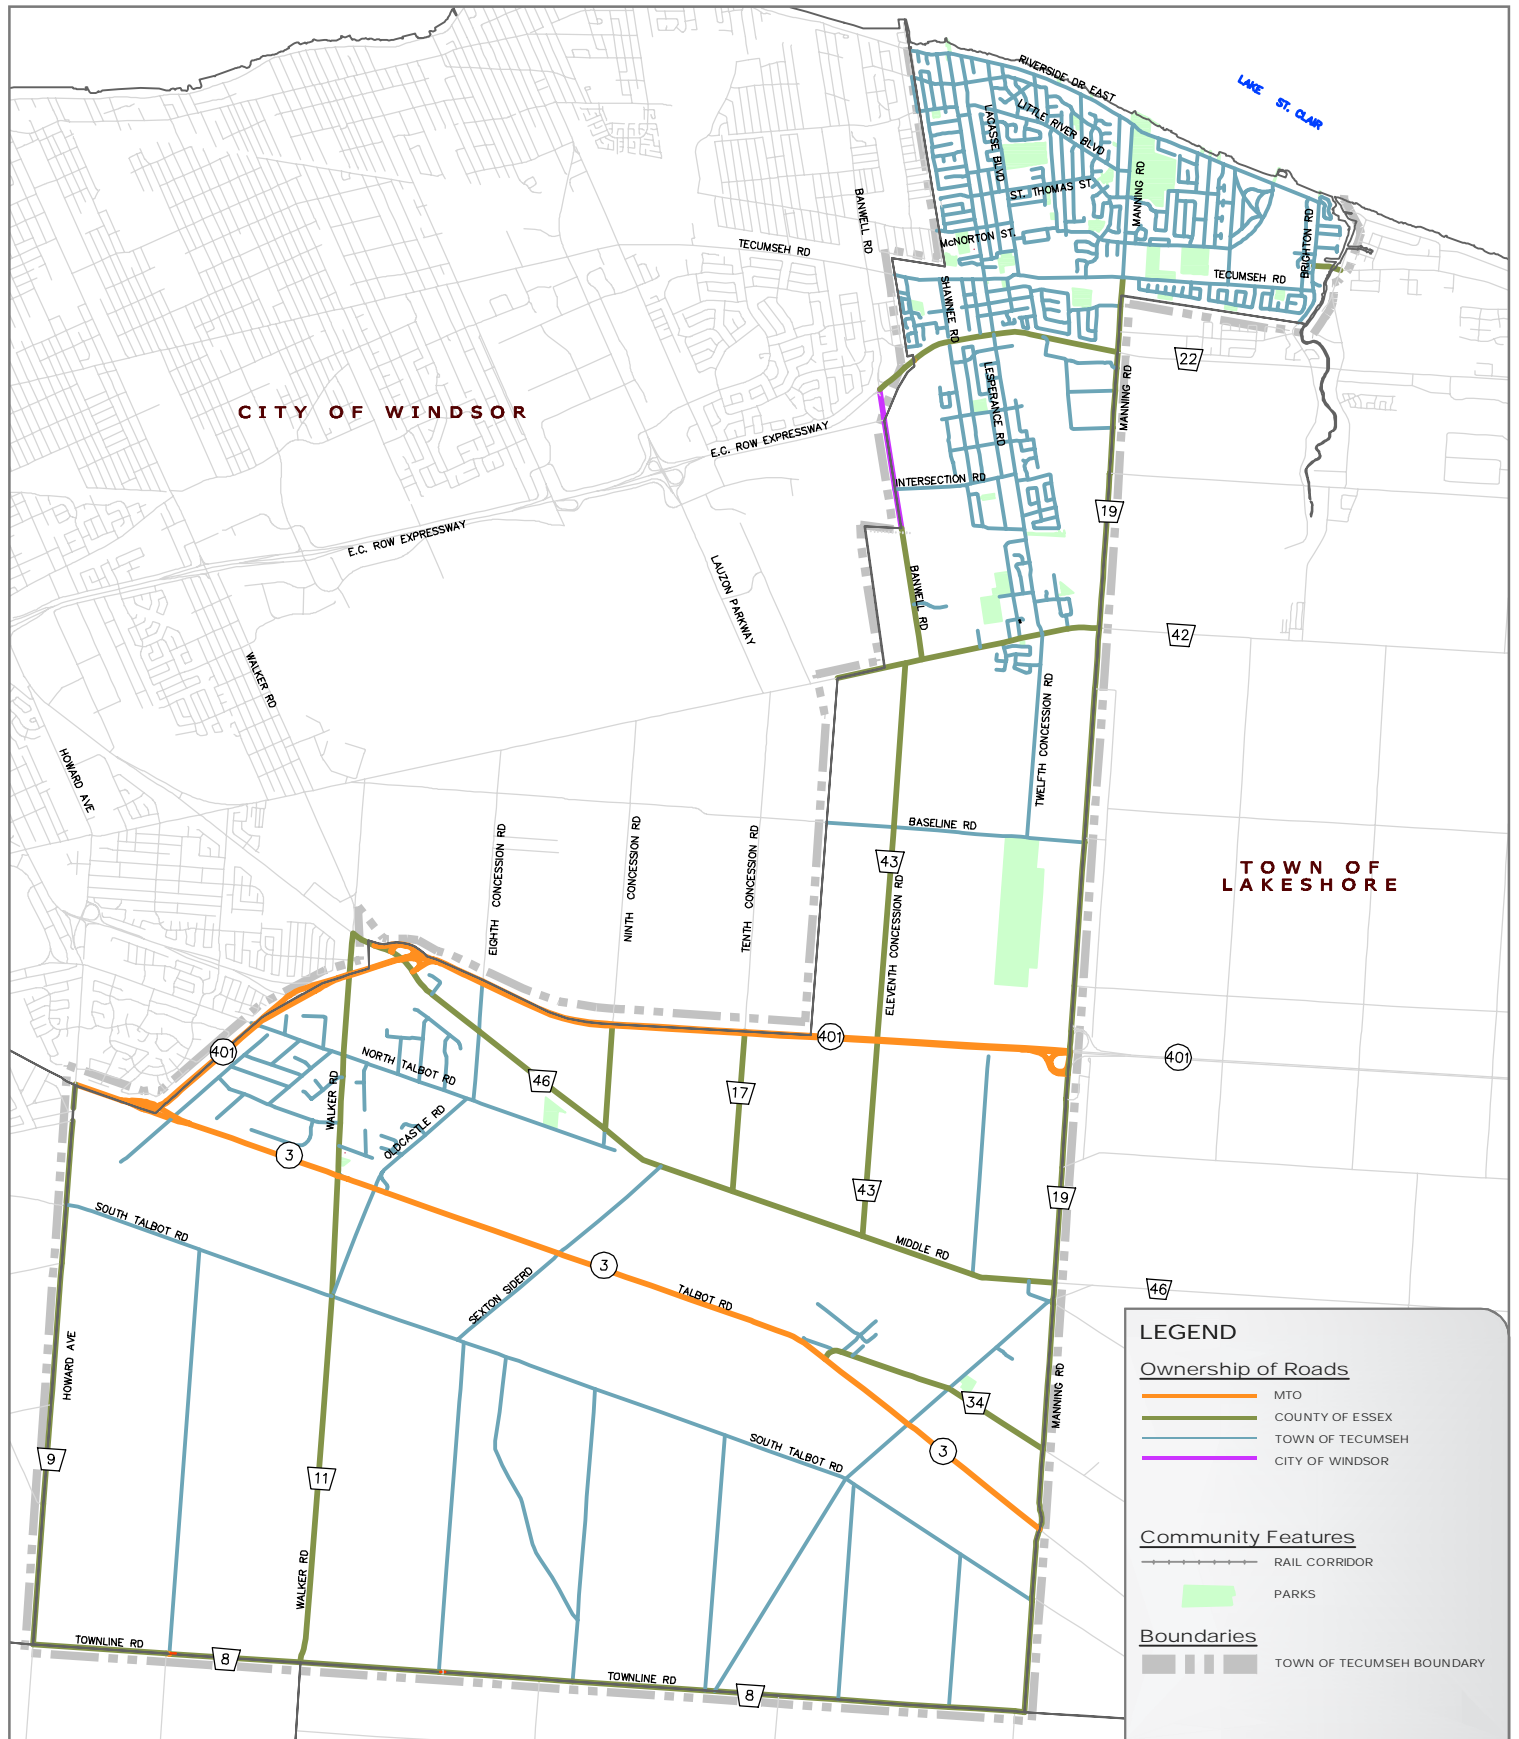 RIVERSIDE DR EAST
LAKE ST. CLAIR
LITTLE RIVER BLVD
LACASSE BLVD
MANNING RD
ST. THOMAS ST.
BANWELL RD
McNORTON ST.
BRIGHTON RD
TECUMSEH RD
TECUMSEH RD
SHAWNEE RD
22
LESPERANCE RD
MANNING RD
CITY OF WINDSOR
E.C. ROW EXPRESSWAY
INTERSECTION RD
19
E.C. ROW EXPRESSWAY
LAUZON PARKWAY
BANWELL RD
42
WALKER RD
TWELFTH CONCESSION RD
HOWARD AVE
BASELINE RD
43
TOWN OF
LAKESHORE
EIGHTH CONCESSION RD
NINTH CONCESSION RD
TENTH CONCESSION RD
ELEVENTH CONCESSION RD
401
401
401
NORTH TALBOT RD
46
17
WALKER RD
OLDCASTLE RD
3
43
19
SOUTH TALBOT RD
MIDDLE RD
3
SEXTON SIDERD
TALBOT RD
46
HOWARD AVE
MANNING RD
34
SOUTH TALBOT RD
3
9
11
WALKER RD
TOWNLINE RD
8
TOWNLINE RD
8
LEGEND
Ownership of Roads
MTO
COUNTY OF ESSEX
TOWN OF TECUMSEH
CITY OF WINDSOR
Community Features
RAIL CORRIDOR
PARKS
Boundaries
TOWN OF TECUMSEH BOUNDARY